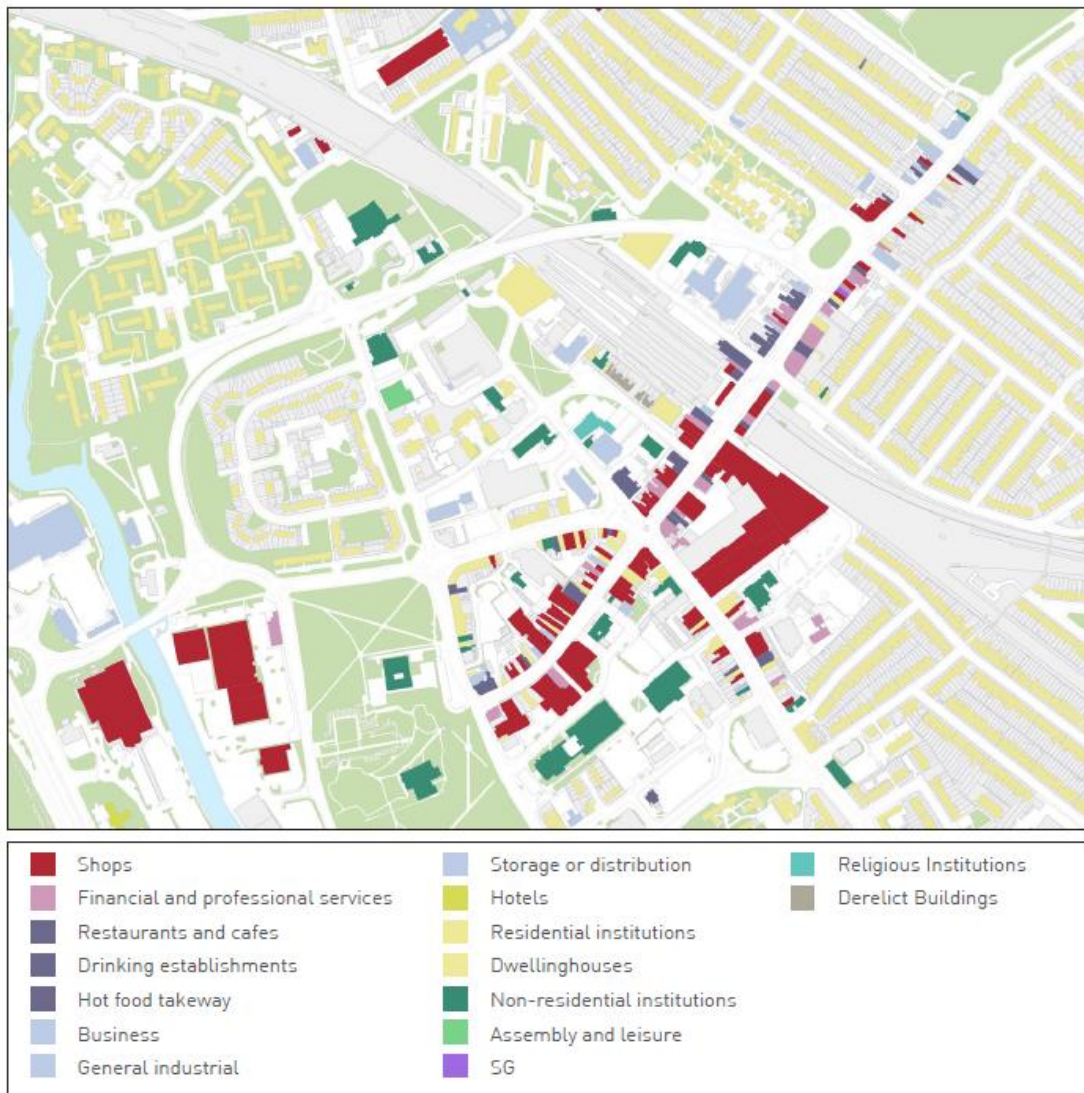 Shops
Financial and professional services
Restaurants and cafes
Drinking establishments
Hot food takeway
Business
General industrial
Storage or distribution
Hotels
Residential institutions
Dwellinghouses
Non-residential institutions
Assembly and leisure
SG
Religious Institutions
Derelict Buildings